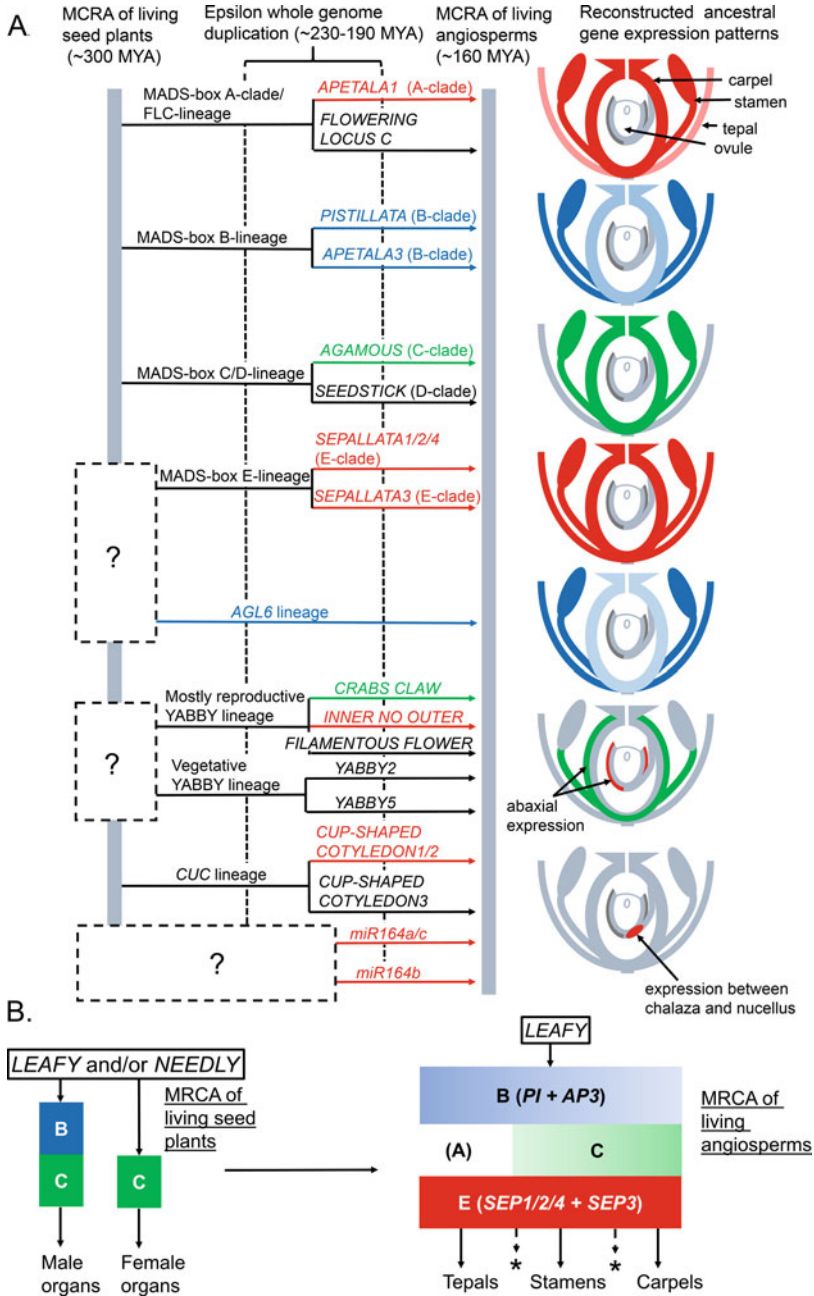 A.
MCRA of living
seed plants
(~300 MYA)
Epsilon whole genome
duplication (~230-190 MYA)
MCRA of living
angiosperms
(~160 MYA)
Reconstructed ancestral
gene expression patterns
MADS-box A-clade/
FLC-lineage
APETALA1 (A-clade)
FLOWERING
LOCUS C
carpel
stamen
tepal
ovule
MADS-box B-lineage
PISTILLATA (B-clade)
APETALA3 (B-clade)
MADS-box C/D-lineage
AGAMOUS (C-clade)
SEEDSTICK (D-clade)
?
MADS-box E-lineage
SEPALLATA1/2/4
(E-clade)
SEPALLATA3 (E-clade)
AGL6 lineage
?
Mostly reproductive
YABBY lineage
CRABS CLAW
INNER NO OUTER
FILAMENTOUS FLOWER
Vegetative
YABBY lineage
YABBY2
YABBY5
abaxial
expression
CUC lineage
CUP-SHAPED
COTYLEDON1/2
CUP-SHAPED
COTYLEDON3
?
miR164a/c
miR164b
expression between
chalaza and nucellus
B.
LEAFY and/or NEEDLY
MRCA of
living seed
plants
B
C
C
Male
organs
Female
organs
LEAFY
B (PI + AP3)
(A)
C
E (SEP1/2/4 + SEP3)
MRCA of
living
angiosperms
*
*
Tepals
Stamens
Carpels